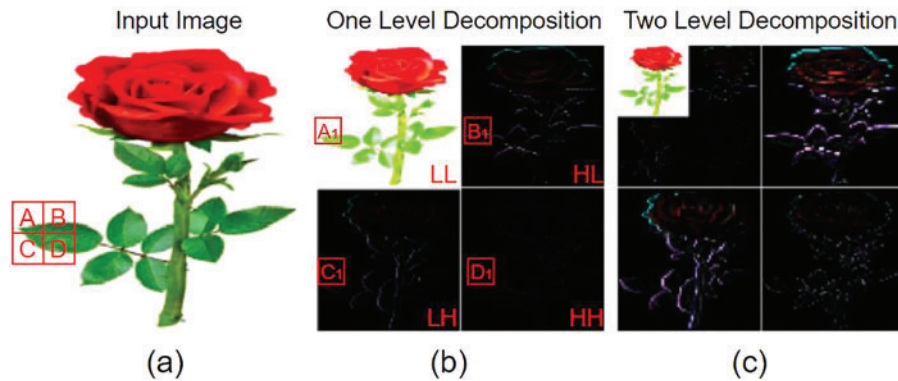 Input Image
One Level Decomposition
Two Level Decomposition
A B
C D
A1
B1
LL
HL
C1
D1
LH
HH
(a)
(b)
(c)